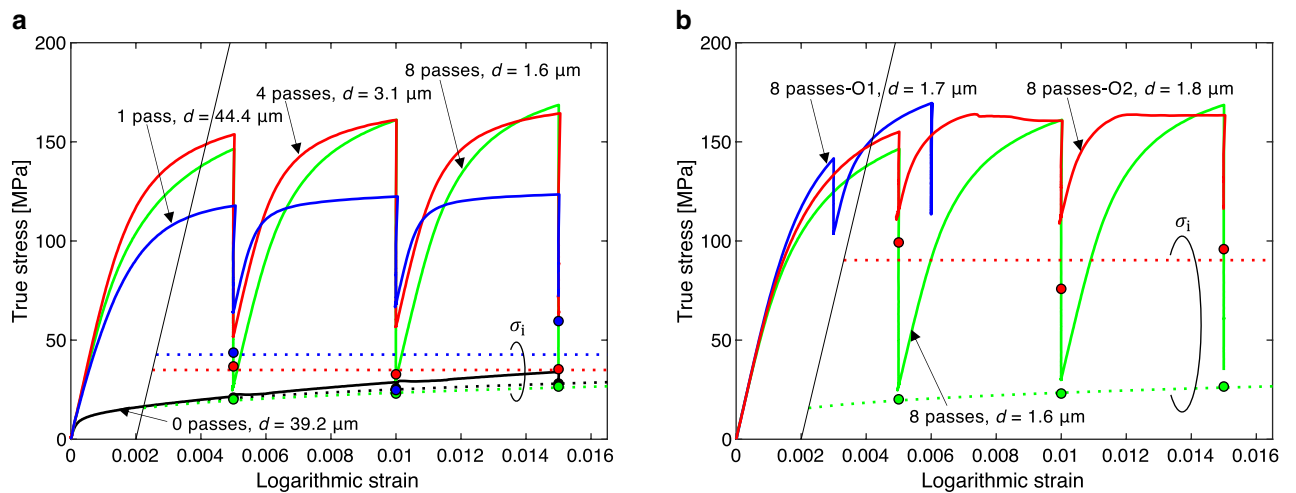 a
200
150
100
50
0
True stress [MPa]
0 0.002 0.004 0.006 0.008 0.010 0.012 0.014 0.016
Logarithmic strain
8 passes, d = 1.6 μm
4 passes, d = 3.1 μm
1 pass, d = 44.4 μm
σi
0 passes, d = 39.2 μm
b
200
150
100
50
0
True stress [MPa]
0 0.002 0.004 0.006 0.008 0.010 0.012 0.014 0.016
Logarithmic strain
8 passes-O1, d = 1.7 μm
8 passes-O2, d = 1.8 μm
σi
8 passes, d = 1.6 μm